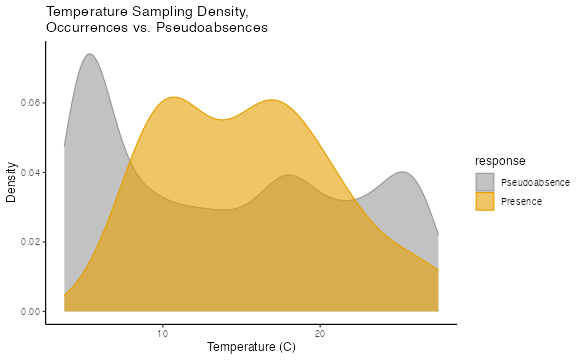 Temperature Sampling Density,
Occurrences vs. Pseudoabsences
Density
0.06
0.04
0.02
0.00
10
20
Temperature (C)
response
Pseudoabsence
Presence